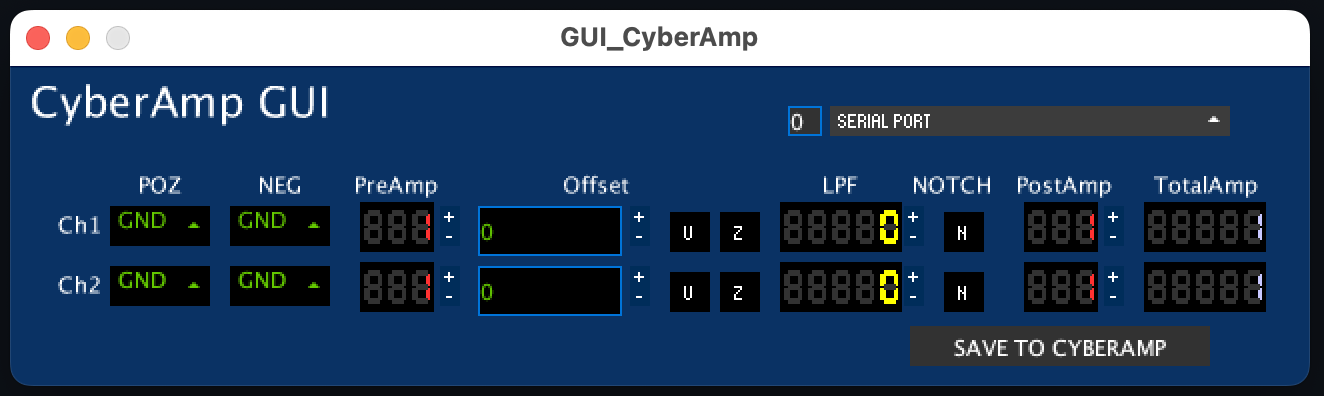 GUI_CyberAmp
CyberAmp GUI
0 SERIAL PORT
POZ NEG PreAmp Offset LPF NOTCH PostAmp TotalAmp
Ch1 GND GND 1 + - 0 + - U Z 0 + - N 1 + - 1
Ch2 GND GND 1 + - 0 + - U Z 0 + - N 1 + - 1
SAVE TO CYBERAMP